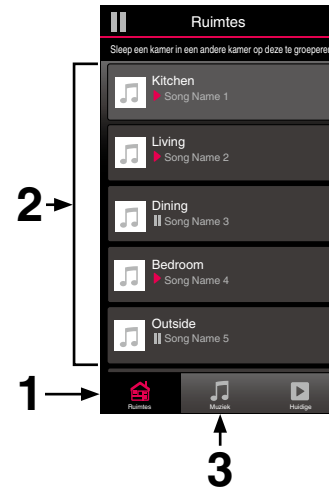 Ruimtes
Sleep een kamer in een andere kamer op deze te groeperen
Kitchen
Song Name 1
Living
Song Name 2
2
Dining
Song Name 3
Bedroom
Song Name 4
Outside
Song Name 5
1
Ruimtes
Muziek
Huidige
3